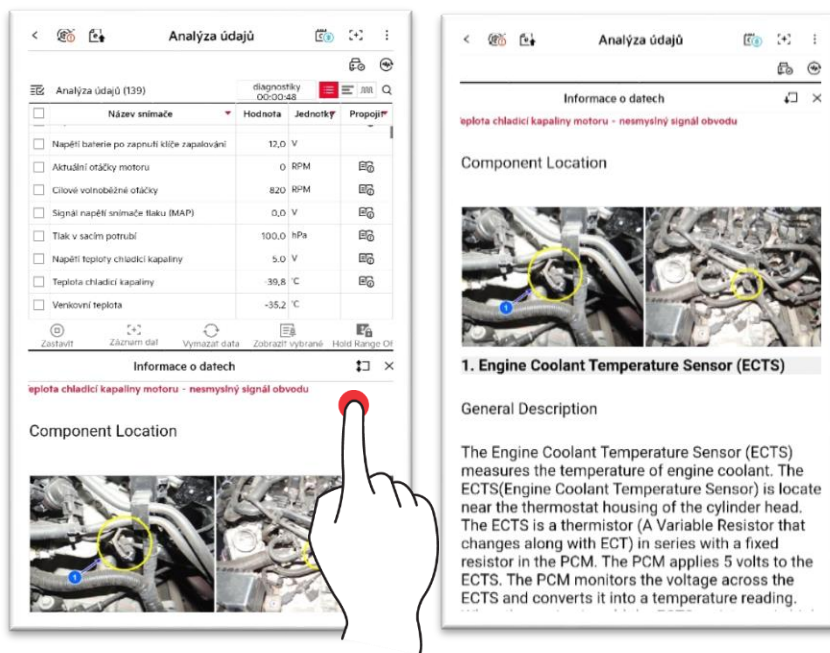 Analýza údajů
Analýza údajů (139)
diagnostiky
00:00:48
Název snímače Hodnota Jednotky Propojit
Napětí baterie po zapnutí klíče zapalování 12,0 V
Aktuální otáčky motoru 0 RPM
Cílové volnoběžné otáčky 820 RPM
Signál napětí snímače tlaku (MAP) 0,0 V
Tlak v sacím potrubí 100,0 hPa
Napětí teploty chladicí kapaliny 5.0 V
Teplota chladicí kapaliny -39,8 °C
Venkovní teplota -35,2 °C
Zastavit Záznam dat Vymazat data Zobrazit vybrané Hold Range Of
Informace o datech
eplota chladicí kapaliny motoru - nesmyslný signál obvodu
Component Location
1
Analýza údajů
Informace o datech
eplota chladicí kapaliny motoru - nesmyslný signál obvodu
Component Location
1
1. Engine Coolant Temperature Sensor (ECTS)
General Description
The Engine Coolant Temperature Sensor (ECTS)
measures the temperature of engine coolant. The
ECTS(Engine Coolant Temperature Sensor) is locate
near the thermostat housing of the cylinder head.
The ECTS is a thermistor (A Variable Resistor that
changes along with ECT) in series with a fixed
resistor in the PCM. The PCM applies 5 volts to the
ECTS. The PCM monitors the voltage across the
ECTS and converts it into a temperature reading.